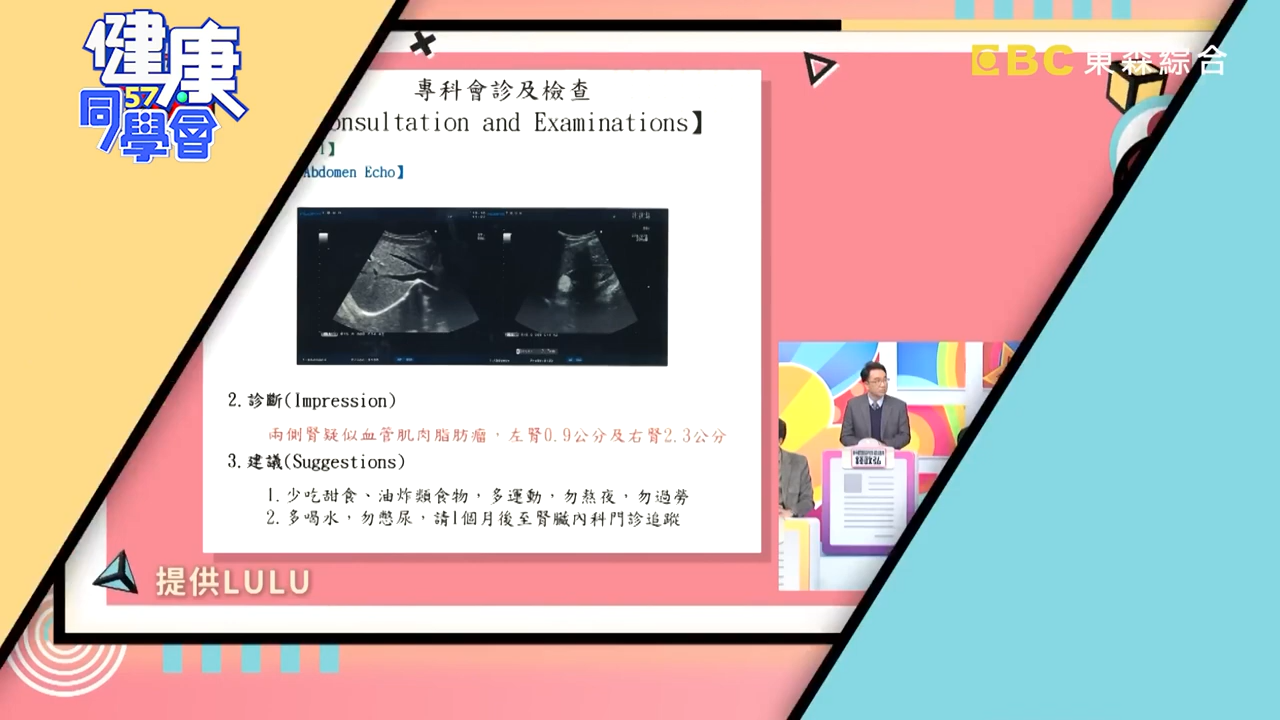 健康
57
同學會
EBC 東森綜合
專科會診及檢查
onsultation and Examinations】
】
Abdomen Echo】
2.診斷(Impression)
兩側腎疑似血管肌肉脂肪瘤，左腎0.9公分及右腎2.3公分
3.建議(Suggestions)
1.少吃甜食、油炸類食物，多運動，勿熬夜，勿過勞
2.多喝水，勿憋尿，請1個月後至腎臟內科門診追蹤
提供LULU